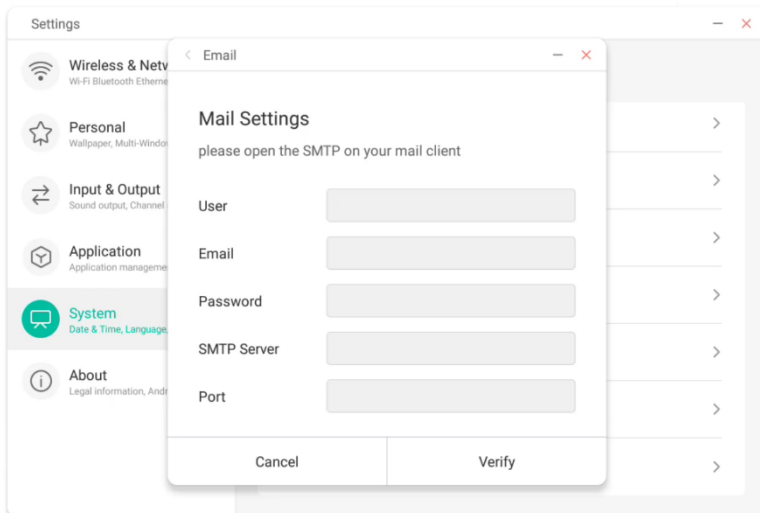 Settings
Wireless & Netw
Wi-Fi Bluetooth Etherne
Personal
Wallpaper, Multi-Windo
Input & Output
Sound output, Channel
Application
Application manageme
System
Date & Time, Language,
About
Legal information, Andr
Email
Mail Settings
please open the SMTP on your mail client
User
Email
Password
SMTP Server
Port
Cancel
Verify